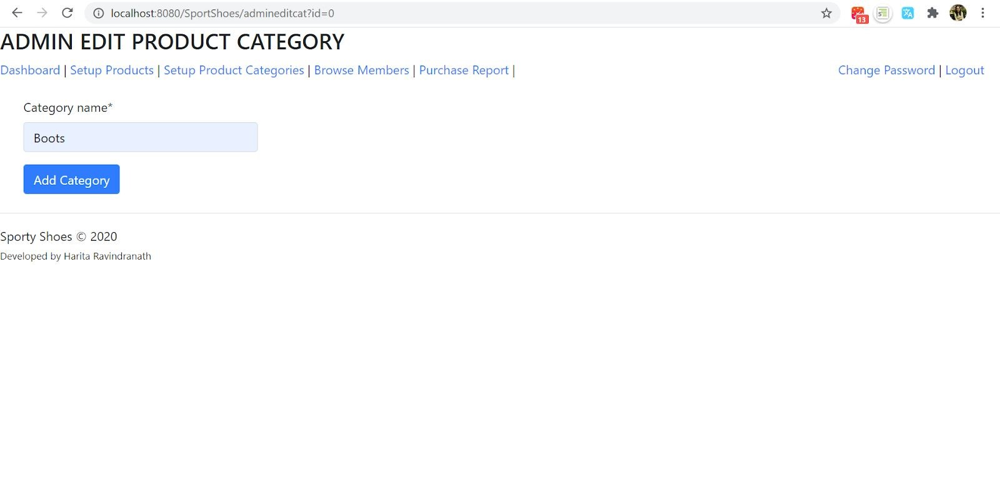 localhost:8080/SportShoes/admineditcat?id=0
13
ADMIN EDIT PRODUCT CATEGORY
Dashboard | Setup Products | Setup Product Categories | Browse Members | Purchase Report | Change Password | Logout
Category name*
Boots
Add Category
Sporty Shoes © 2020
Developed by Harita Ravindranath